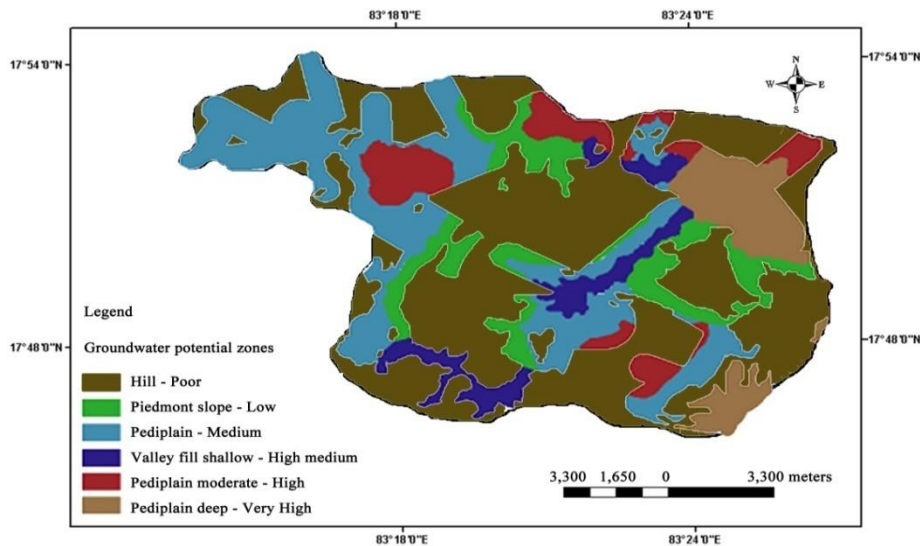 83°18'0"E 83°24'0"E
17°54'0"N 17°54'0"N
N
W E
S
Legend
17°48'0"N 17°48'0"N
Groundwater potential zones
Hill - Poor
Piedmont slope - Low
Pediplain - Medium
Valley fill shallow - High medium
Pediplain moderate - High
Pediplain deep - Very High
3,300 1,650 0 3,300 meters
83°18'0"E 83°24'0"E